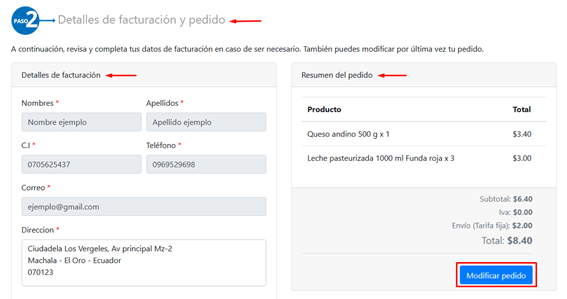 PASO 2 Detalles de facturación y pedido
A continuación, revisa y completa tus datos de facturación en caso de ser necesario. También puedes modificar por última vez tu pedido.
Detalles de facturación
Nombres *
Apellidos *
Nombre ejemplo
Apellido ejemplo
C.I *
Teléfono *
0705625437
0969529698
Correo *
ejemplo@gmail.com
Direccion *
Ciudadela Los Vergeles, Av principal Mz-2
Machala - El Oro - Ecuador
070123
Resumen del pedido
Producto Total
Queso andino 500 g x 1 $3.40
Leche pasteurizada 1000 ml Funda roja x 3 $3.00
Subtotal: $6.40
Iva: $0.00
Envío (Tarifa fija): $2.00
Total: $8.40
Modificar pedido